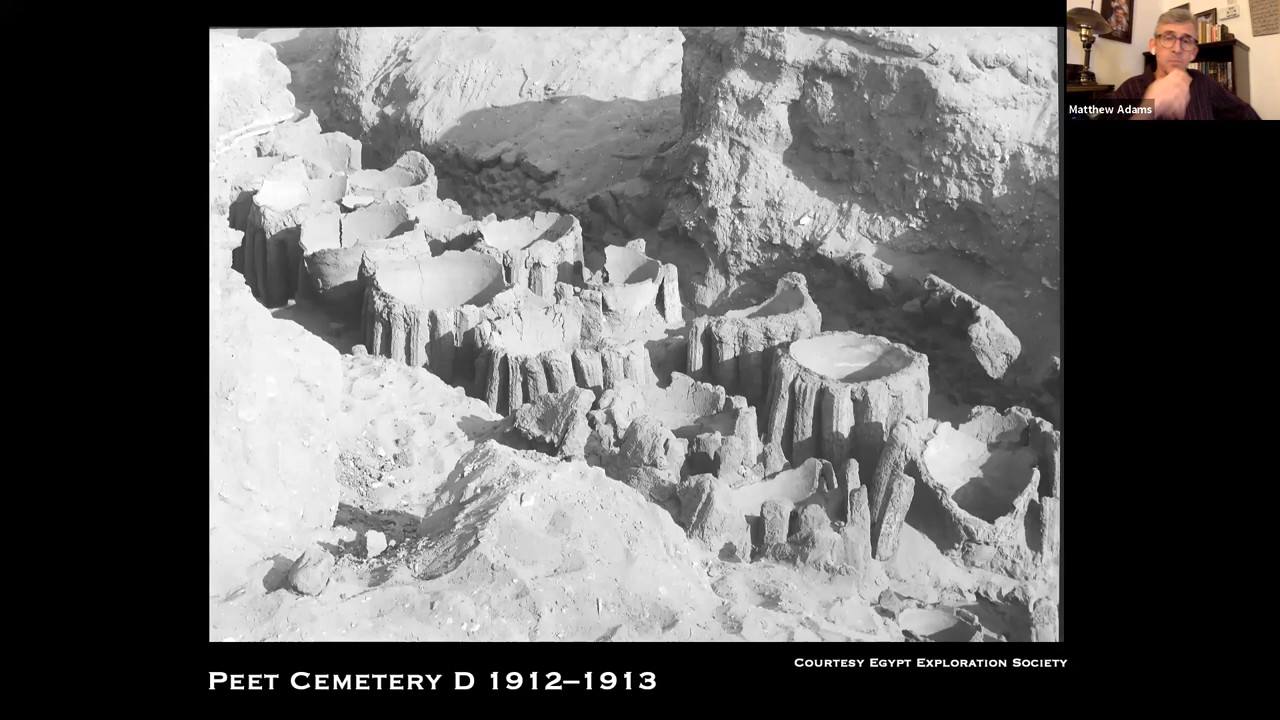 Matthew Adams
Courtesy Egypt Exploration Society
Peet Cemetery D 1912–1913